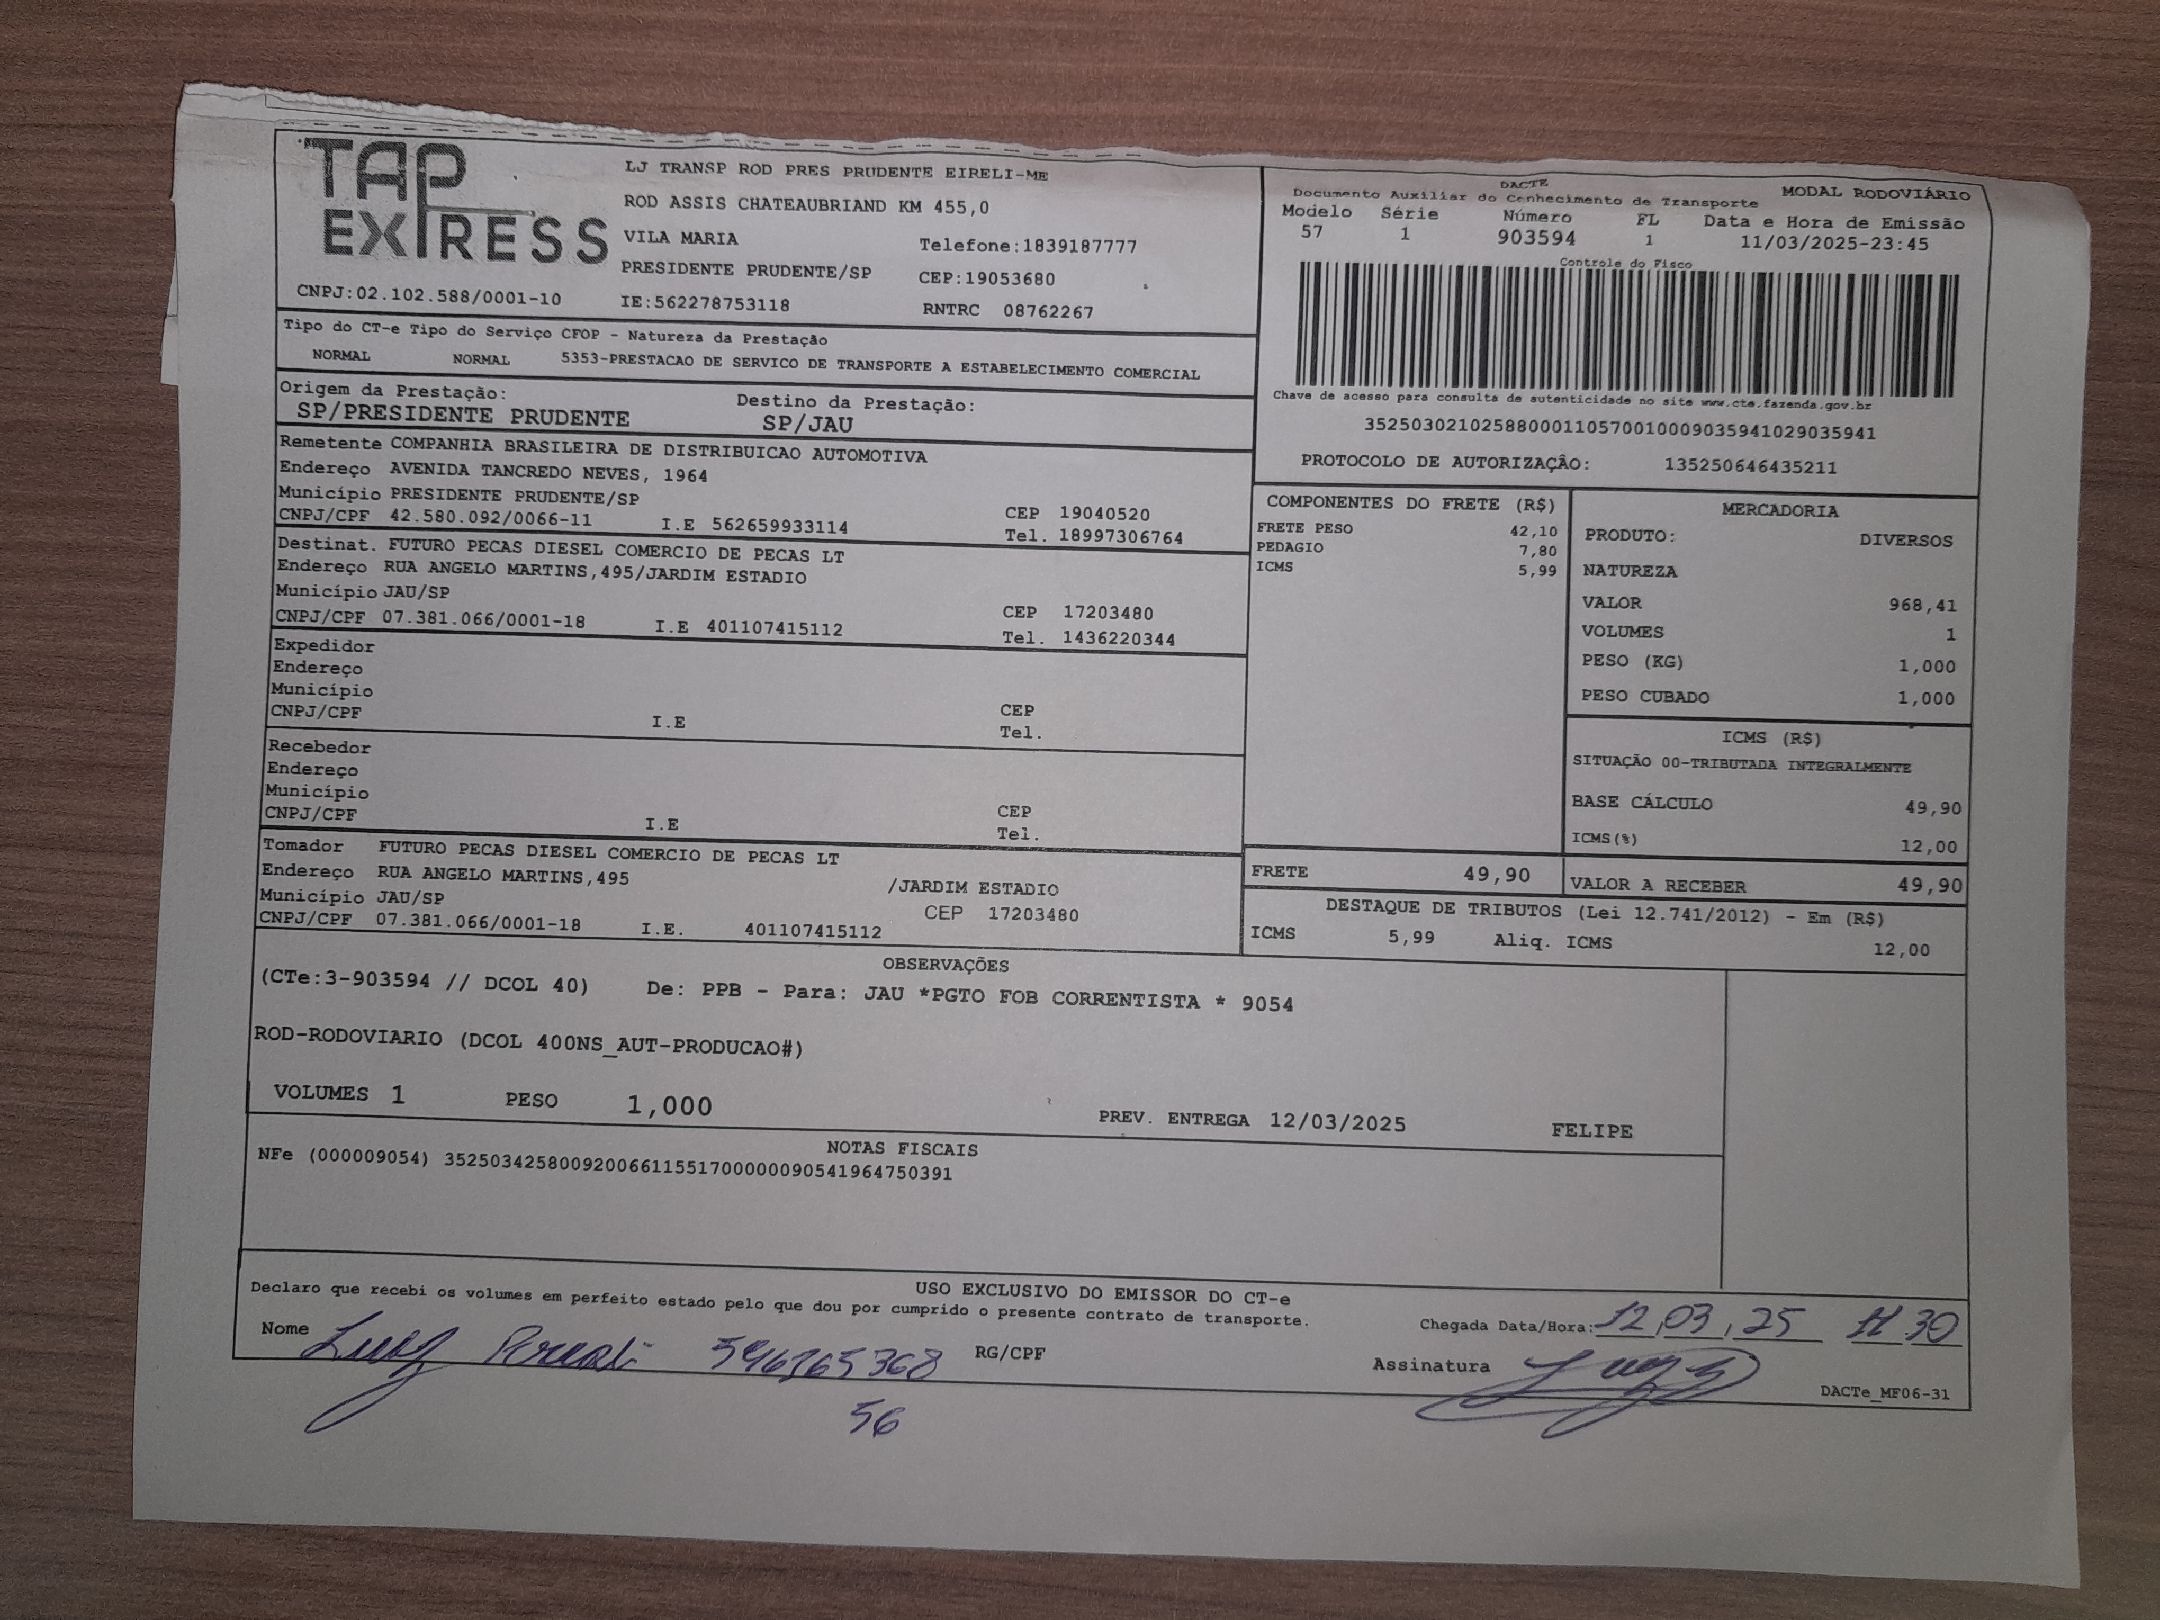 TAP EXPRESS
CNPJ:02.102.588/0001-10
LJ TRANSP ROD PRES PRUDENTE EIRELI-ME
ROD ASSIS CHATEAUBRIAND KM 455,0
VILA MARIA Telefone:1839187777
PRESIDENTE PRUDENTE/SP CEP:19053680
IE:562278753118 RNTRC 08762267
DACTE MODAL RODOVIÁRIO
Documento Auxiliar do Conhecimento de Transporte
Modelo Série Número FL Data e Hora de Emissão
57 1 903594 1 11/03/2025-23:45
Controle do Fisco
Chave de acesso para consulta de autenticidade no site www.cte.fazenda.gov.br
35250302102588000110570010009035941029035941
PROTOCOLO DE AUTORIZAÇÃO: 135250646435211
Tipo do CT-e Tipo do Serviço CFOP - Natureza da Prestação
NORMAL NORMAL 5353-PRESTACAO DE SERVICO DE TRANSPORTE A ESTABELECIMENTO COMERCIAL
Origem da Prestação: Destino da Prestação:
SP/PRESIDENTE PRUDENTE SP/JAU
Remetente COMPANHIA BRASILEIRA DE DISTRIBUICAO AUTOMOTIVA
Endereço AVENIDA TANCREDO NEVES, 1964
Município PRESIDENTE PRUDENTE/SP CEP 19040520
CNPJ/CPF 42.580.092/0066-11 I.E 562659933114 Tel. 18997306764
Destinat. FUTURO PECAS DIESEL COMERCIO DE PECAS LT
Endereço RUA ANGELO MARTINS,495/JARDIM ESTADIO
Município JAU/SP CEP 17203480
CNPJ/CPF 07.381.066/0001-18 I.E 401107415112 Tel. 1436220344
Expedidor
Endereço
Município CEP
CNPJ/CPF I.E Tel.
Recebedor
Endereço
Município CEP
CNPJ/CPF I.E Tel.
Tomador FUTURO PECAS DIESEL COMERCIO DE PECAS LT
Endereço RUA ANGELO MARTINS,495 /JARDIM ESTADIO
Município JAU/SP CEP 17203480
CNPJ/CPF 07.381.066/0001-18 I.E. 401107415112
COMPONENTES DO FRETE (R$)
FRETE PESO 42,10
PEDAGIO 7,80
ICMS 5,99
MERCADORIA
PRODUTO: DIVERSOS
NATUREZA
VALOR 968,41
VOLUMES 1
PESO (KG) 1,000
PESO CUBADO 1,000
ICMS (R$)
SITUAÇÃO 00-TRIBUTADA INTEGRALMENTE
BASE CÁLCULO 49,90
ICMS(%) 12,00
FRETE 49,90 VALOR A RECEBER 49,90
DESTAQUE DE TRIBUTOS (Lei 12.741/2012) - Em (R$)
ICMS 5,99 Aliq. ICMS 12,00
OBSERVAÇÕES
(CTe:3-903594 // DCOL 40) De: PPB - Para: JAU *PGTO FOB CORRENTISTA * 9054
ROD-RODOVIARIO (DCOL 400NS_AUT-PRODUCAO#)
VOLUMES 1 PESO 1,000 PREV. ENTREGA 12/03/2025 FELIPE
NOTAS FISCAIS
NFe (000009054) 35250342580092006611551700000090541964750391
USO EXCLUSIVO DO EMISSOR DO CT-e
Declaro que recebi os volumes em perfeito estado pelo que dou por cumprido o presente contrato de transporte.
Chegada Data/Hora: 12,03,25 11 30
Nome Luiz RG/CPF
Assinatura
56
DACTe_MF06-31